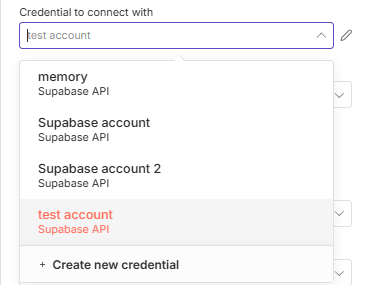 Credential to connect with
test account
memory
Supabase API
Supabase account
Supabase API
Supabase account 2
Supabase API
test account
Supabase API
+ Create new credential